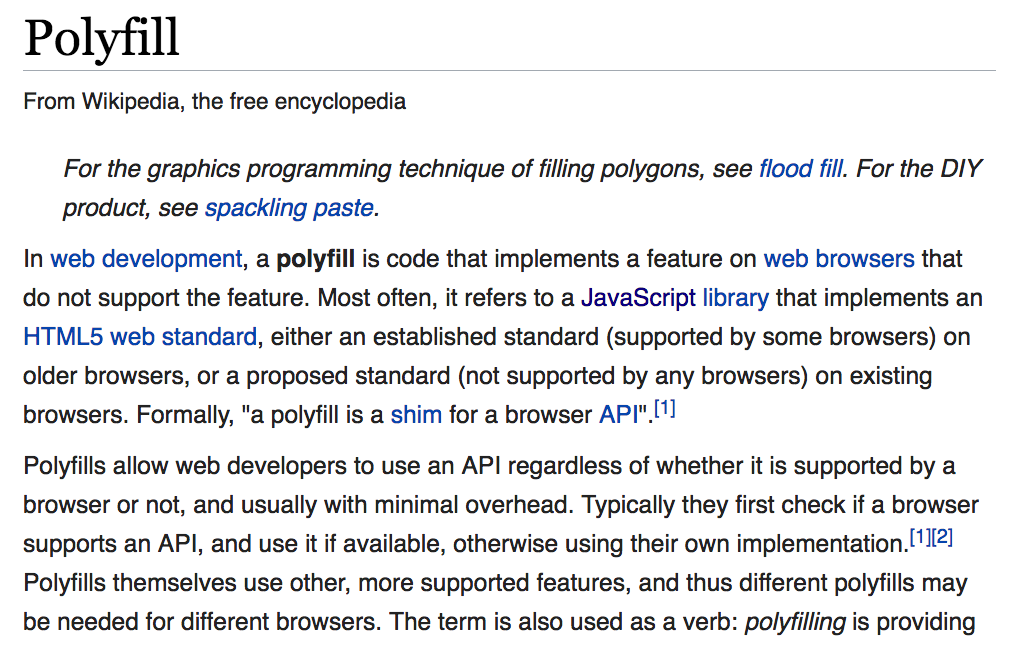 Polyfill
From Wikipedia, the free encyclopedia
For the graphics programming technique of filling polygons, see flood fill. For the DIY
product, see spackling paste.
In web development, a polyfill is code that implements a feature on web browsers that
do not support the feature. Most often, it refers to a JavaScript library that implements an
HTML5 web standard, either an established standard (supported by some browsers) on
older browsers, or a proposed standard (not supported by any browsers) on existing
browsers. Formally, "a polyfill is a shim for a browser API".[1]
Polyfills allow web developers to use an API regardless of whether it is supported by a
browser or not, and usually with minimal overhead. Typically they first check if a browser
supports an API, and use it if available, otherwise using their own implementation.[1][2]
Polyfills themselves use other, more supported features, and thus different polyfills may
be needed for different browsers. The term is also used as a verb: polyfilling is providing